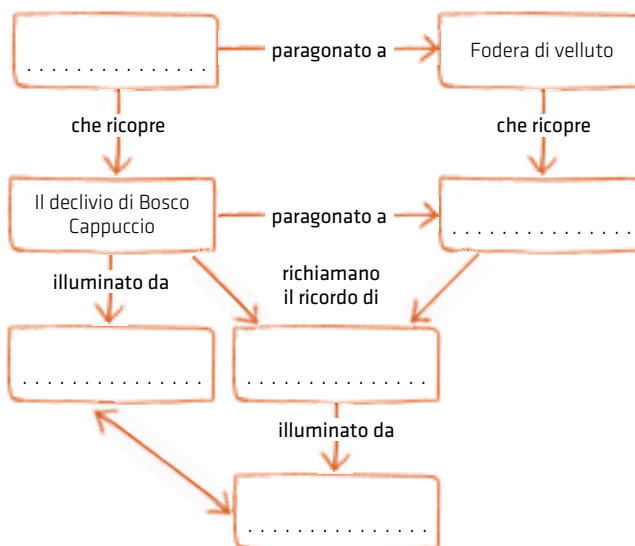 . . . . . . . . . . . . . . .
paragonato a
Fodera di velluto
che ricopre
che ricopre
Il declivio di Bosco
Cappuccio
paragonato a
. . . . . . . . . . . . . . .
illuminato da
richiamano
il ricordo di
. . . . . . . . . . . . . . .
. . . . . . . . . . . . . . .
illuminato da
. . . . . . . . . . . . . . .